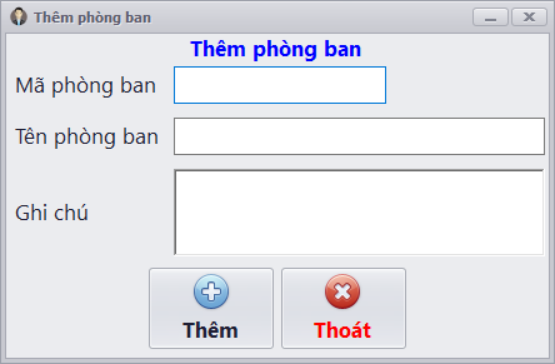 Thêm phòng ban
Thêm phòng ban
Mã phòng ban
Tên phòng ban
Ghi chú
Thêm
Thoát